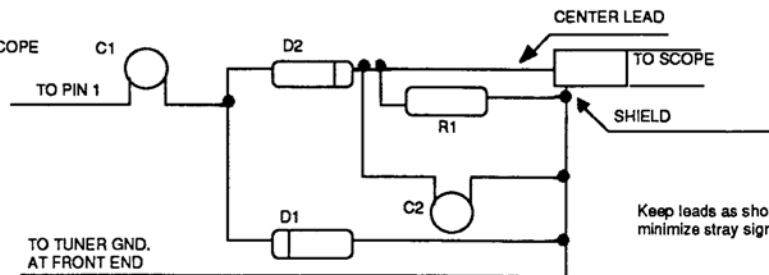 CENTER LEAD
COPE
C1
D2
TO SCOPE
TO PIN 1
R1
SHIELD
C2
D1
Keep leads as sho
minimize stray sign
TO TUNER GND.
AT FRONT END